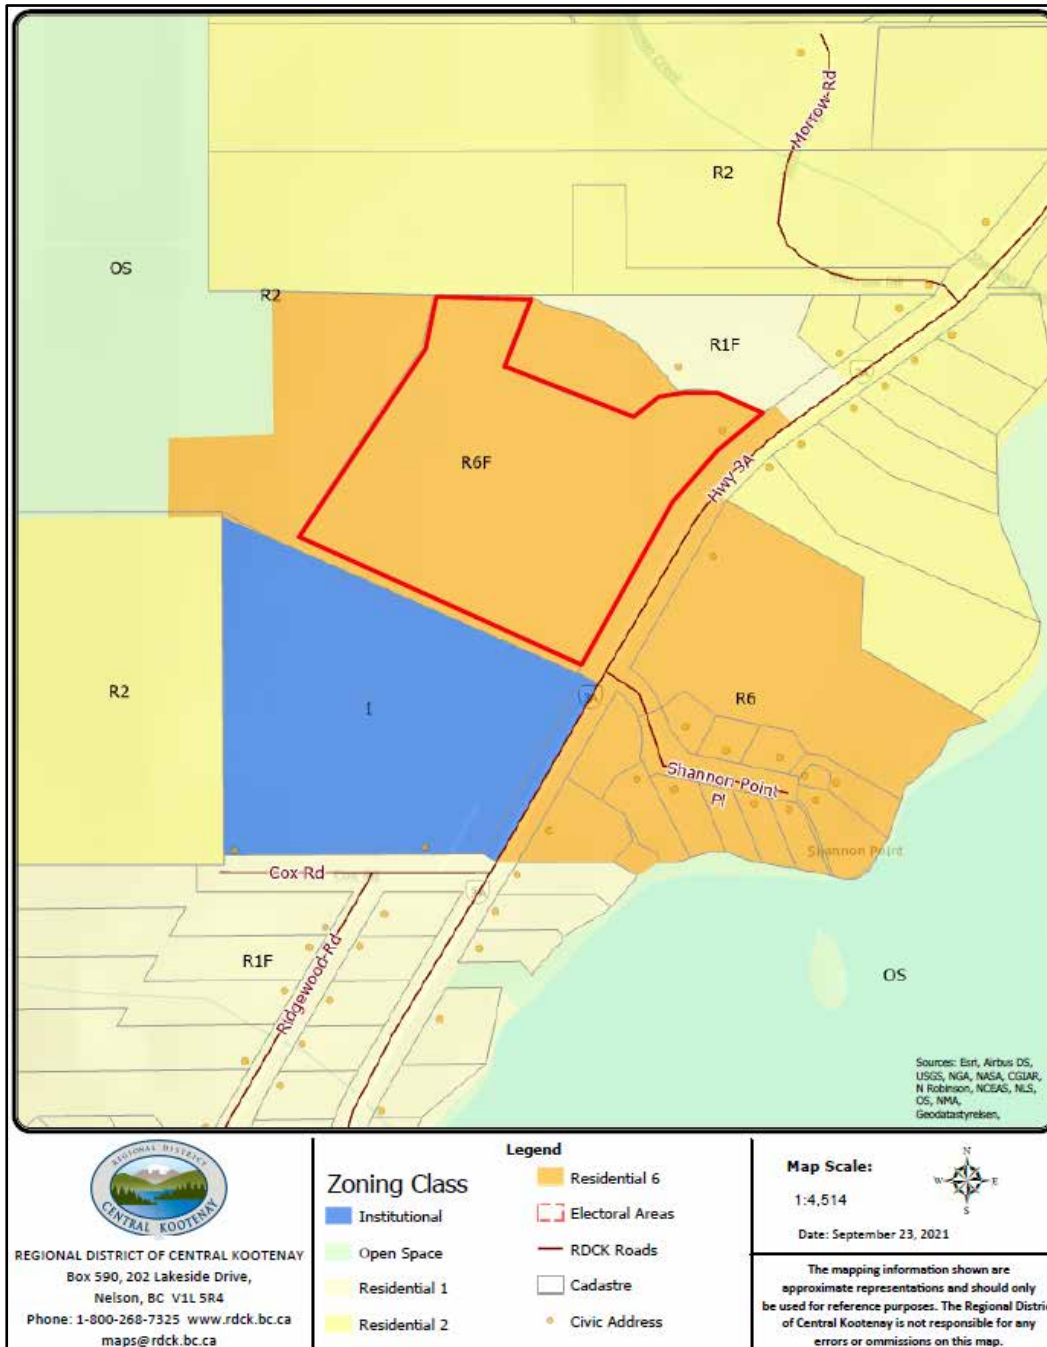 Morrow Rd
R2
OS
R2
R1F
R6F
Hwy 3A
R2
I
R6
3A
Shannon Point
Pl
Shannon Point
Cox Rd
3A
R1F
Ridgewood Rd
OS
Sources: Esri, Airbus DS,
USGS, NGA, NASA, CGIAR,
N Robinson, NCEAS, NLS,
OS, NMA,
Geodatastyrelsen,
REGIONAL DISTRICT
CENTRAL KOOTENAY
REGIONAL DISTRICT OF CENTRAL KOOTENAY
Box 590, 202 Lakeside Drive,
Nelson, BC V1L 5R4
Phone: 1-800-268-7325 www.rdck.bc.ca
maps@rdck.bc.ca
Legend
Zoning Class
Institutional
Open Space
Residential 1
Residential 2
Residential 6
Electoral Areas
RDCK Roads
Cadastre
Civic Address
Map Scale:
1:4,514
N
W E
S
Date: September 23, 2021
The mapping information shown are
approximate representations and should only
be used for reference purposes. The Regional Distri
of Central Kootenay is not responsible for any
errors or ommissions on this map.